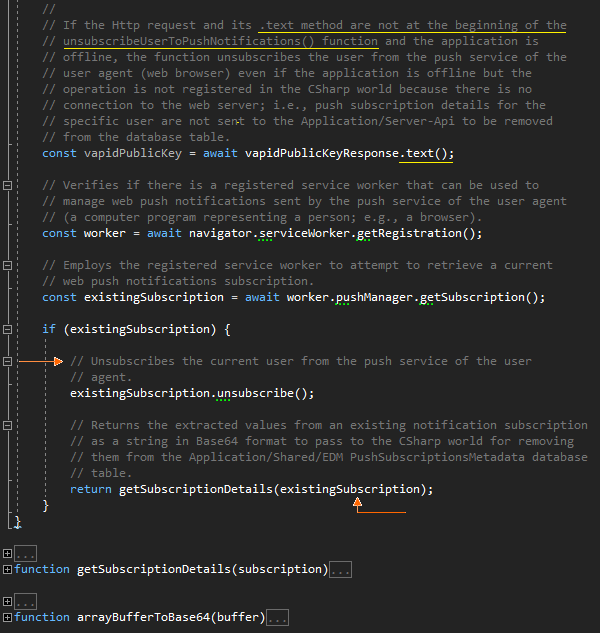 //
// If the Http request and its .text method are not at the beginning of the
// unsubscribeUserToPushNotifications() function and the application is
// offline, the function unsubscribes the user from the push service of the
// user agent (web browser) even if the application is offline but the
// operation is not registered in the CSharp world because there is no
// connection to the web server; i.e., push subscription details for the
// specific user are not sent to the Application/Server-Api to be removed
// from the database table.
const vapidPublicKey = await vapidPublicKeyResponse.text();
// Verifies if there is a registered service worker that can be used to
// manage web push notifications sent by the push service of the user agent
// (a computer program representing a person; e.g., a browser).
const worker = await navigator.serviceWorker.getRegistration();
// Employs the registered service worker to attempt to retrieve a current
// web push notifications subscription.
const existingSubscription = await worker.pushManager.getSubscription();
if (existingSubscription) {
// Unsubscribes the current user from the push service of the user
// agent.
existingSubscription.unsubscribe();
// Returns the extracted values from an existing notification subscription
// as a string in Base64 format to pass to the CSharp world for removing
// them from the Application/Shared/EDM PushSubscriptionsMetadata database
// table.
return getSubscriptionDetails(existingSubscription);
}
}
...
function getSubscriptionDetails(subscription)...
...
function arrayBufferToBase64(buffer)...